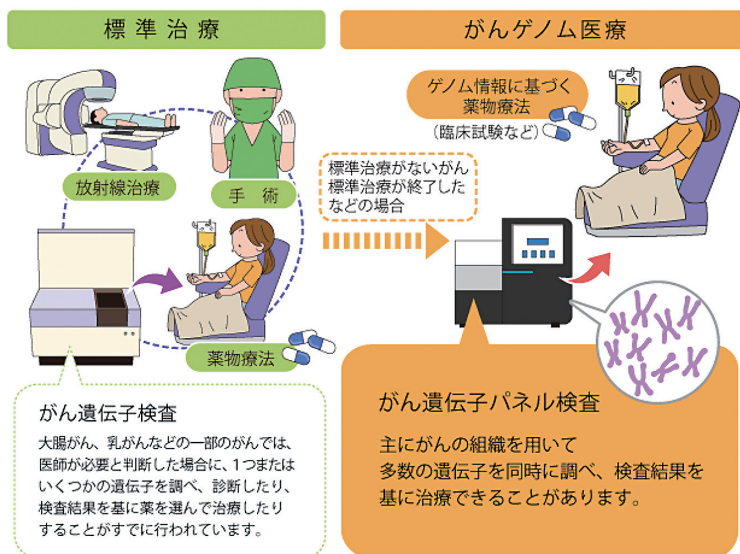 標準治療
放射線治療
手 術
薬物療法
がん遺伝子検査
大腸がん、乳がんなどの一部のがんでは、
医師が必要と判断した場合に、1つまたは
いくつかの遺伝子を調べ、診断したり、
検査結果を基に薬を選んで治療したり
することがすでに行われています。
標準治療がないがん
標準治療が終了した
などの場合
がんゲノム医療
ゲノム情報に基づく
薬物療法
(臨床試験など)
がん遺伝子パネル検査
主にがんの組織を用いて
多数の遺伝子を同時に調べ、検査結果を
基に治療できることがあります。